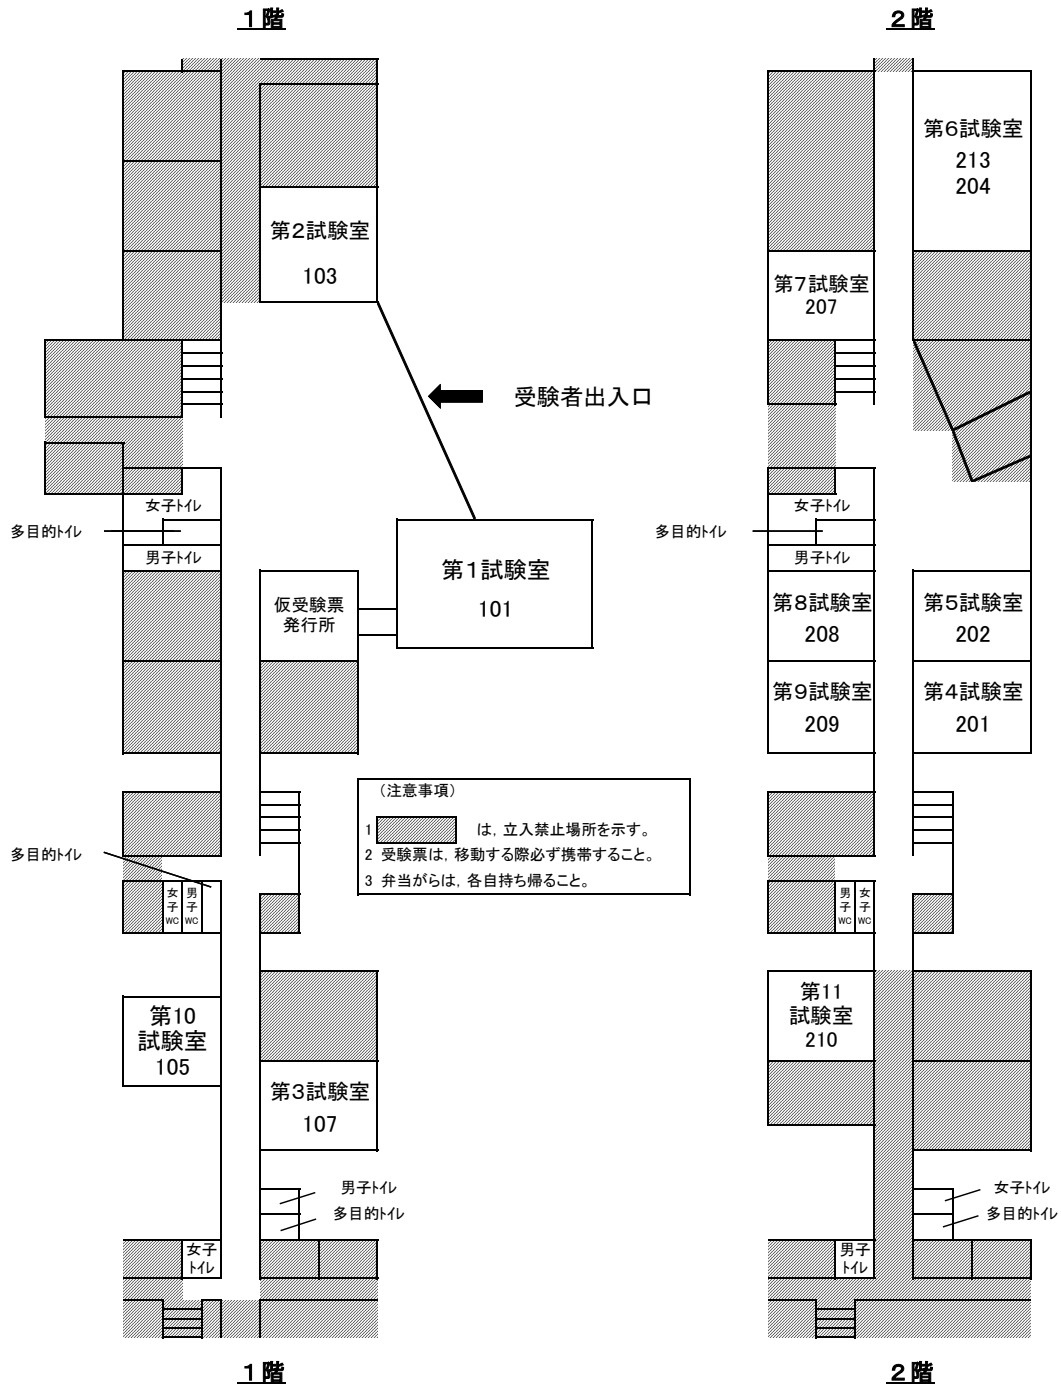 1階
2階
第2試験室
103
受験者出入口
女子トイレ
多目的トイレ
男子トイレ
第1試験室
101
仮受験票
発行所
(注意事項)
1 は, 立入禁止場所を示す。
2 受験票は, 移動する際必ず携帯すること。
3 弁当がらは, 各自持ち帰ること。
多目的トイレ
女子WC
男子WC
第10
試験室
105
第3試験室
107
男子トイレ
多目的トイレ
女子
トイレ
1階
第6試験室
213
204
第7試験室
207
女子トイレ
多目的トイレ
男子トイレ
第8試験室
208
第5試験室
202
第9試験室
209
第4試験室
201
男子WC
女子WC
第11
試験室
210
女子トイレ
多目的トイレ
男子
トイレ
2階